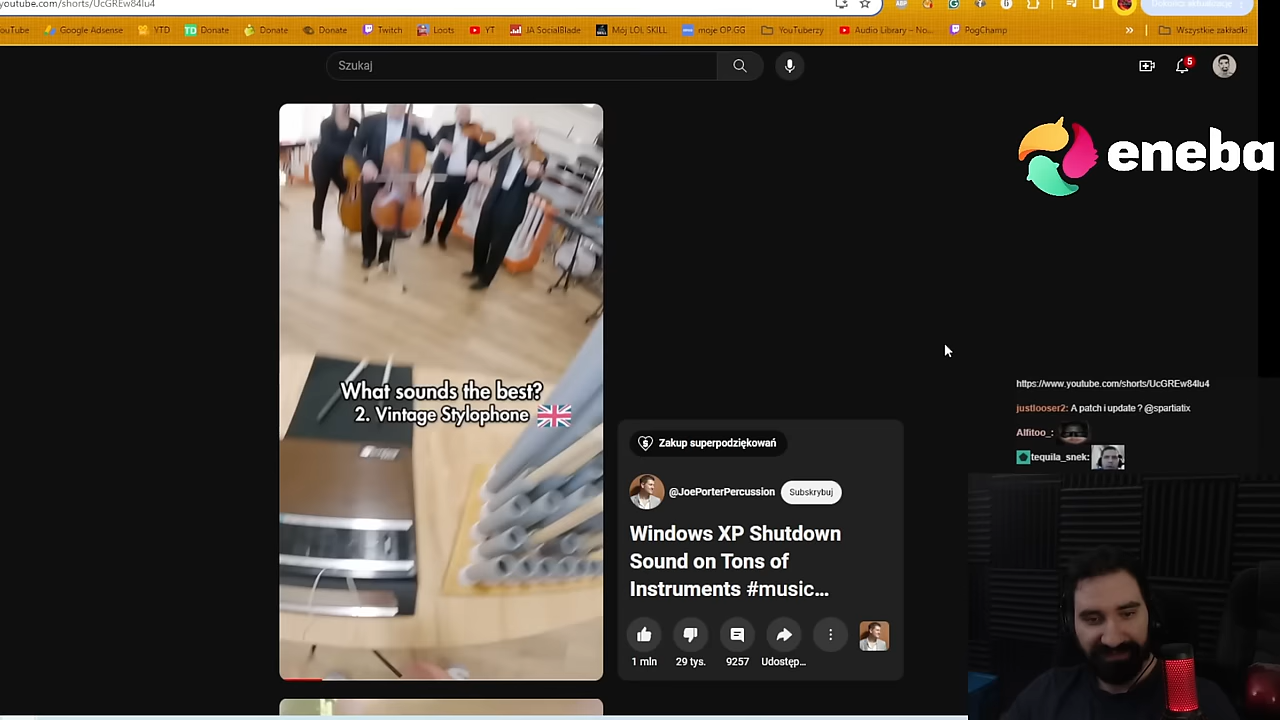 youtube.com/shorts/UcGREw84lu4
ouTube
Google Adsense
YTD
Donate
Donate
Donate
Twitch
Loots
YT
JA SocialBlade
Mój LOL SKILL
moje OP.GG
YouTuberzy
Audio Library – No...
PogChamp
»
Wszystkie zakładki
Szukaj
5
eneba
What sounds the best?
2. Vintage Stylophone
https://www.youtube.com/shorts/UcGREw84lu4
justlooser2: A patch i update ? @spartiatix
Alfitoo_:
tequila_snek:
Zakup superpodziękowań
@JoePorterPercussion
Subskrybuj
Windows XP Shutdown
Sound on Tons of
Instruments #music...
1 mln
29 tys.
9257
Udostęp...